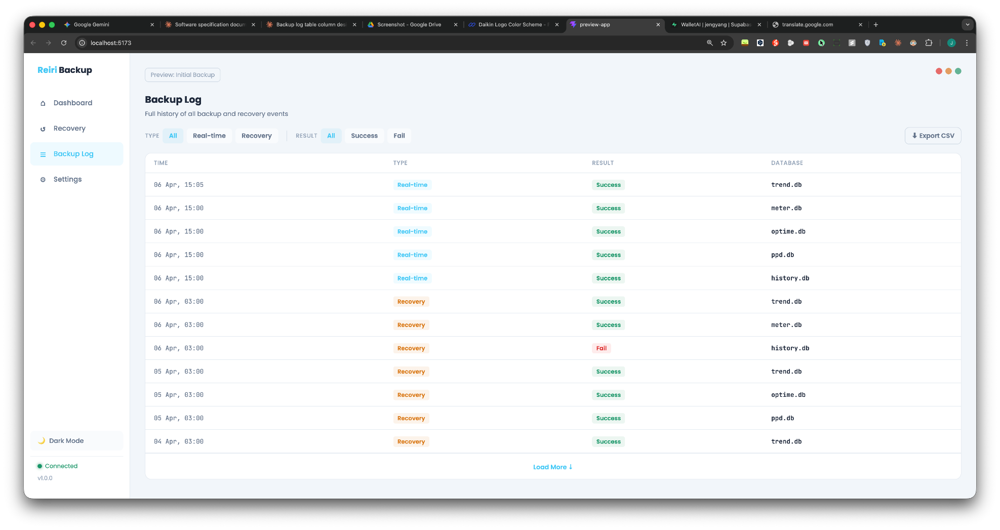 Google Gemini
Software specification docum
Backup log table column des
Screenshot - Google Drive
Daikin Logo Color Scheme -
preview-app
WalletAI | jengyang | Supabas
translate.google.com
localhost:5173
J
Reiri Backup
Dashboard
Recovery
Backup Log
Settings
Dark Mode
Connected
v1.0.0
Preview: Initial Backup
Backup Log
Full history of all backup and recovery events
TYPE All Real-time Recovery RESULT All Success Fail
Export CSV
TIME TYPE RESULT DATABASE
06 Apr, 15:05 Real-time Success trend.db
06 Apr, 15:00 Real-time Success meter.db
06 Apr, 15:00 Real-time Success optime.db
06 Apr, 15:00 Real-time Success ppd.db
06 Apr, 15:00 Real-time Success history.db
06 Apr, 03:00 Recovery Success trend.db
06 Apr, 03:00 Recovery Success meter.db
06 Apr, 03:00 Recovery Fail history.db
05 Apr, 03:00 Recovery Success trend.db
05 Apr, 03:00 Recovery Success optime.db
05 Apr, 03:00 Recovery Success ppd.db
04 Apr, 03:00 Recovery Success trend.db
Load More ↓